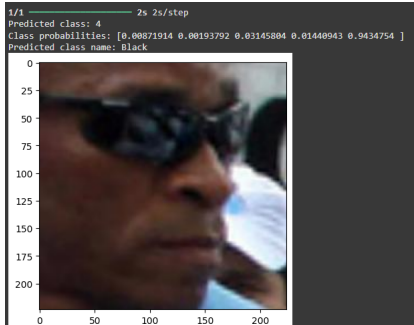 1/1 ━━━━━━━━━━━━━━━━━━━━ 2s 2s/step
Predicted class: 4
Class probabilities: [0.00871914 0.00193792 0.03145804 0.01440943 0.9434754 ]
Predicted class name: Black
0
25
50
75
100
125
150
175
200
0 50 100 150 200